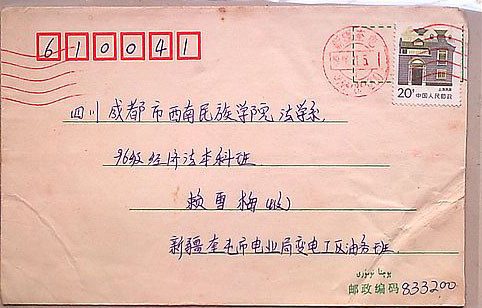 610041
20分 中国人民邮政
四川成都市西南民族学院法学系
96级经济法本科班
赖雪梅(收)
新疆奎屯市电业局变电工区油务班.
邮政编码 833200